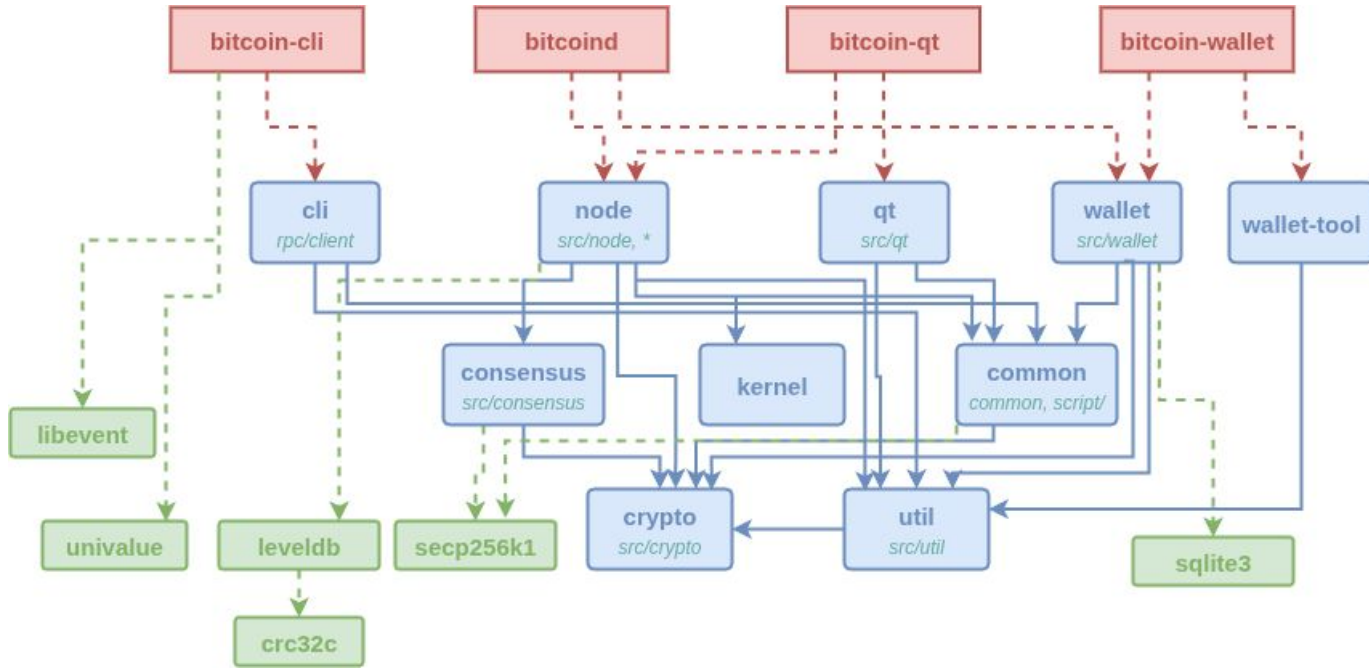 bitcoin-cli
bitcoind
bitcoin-qt
bitcoin-wallet
cli
rpc/client
node
src/node, *
qt
src/qt
wallet
src/wallet
wallet-tool
consensus
src/consensus
kernel
common
common, script/
libevent
crypto
src/crypto
util
src/util
univalue
leveldb
secp256k1
sqlite3
crc32c